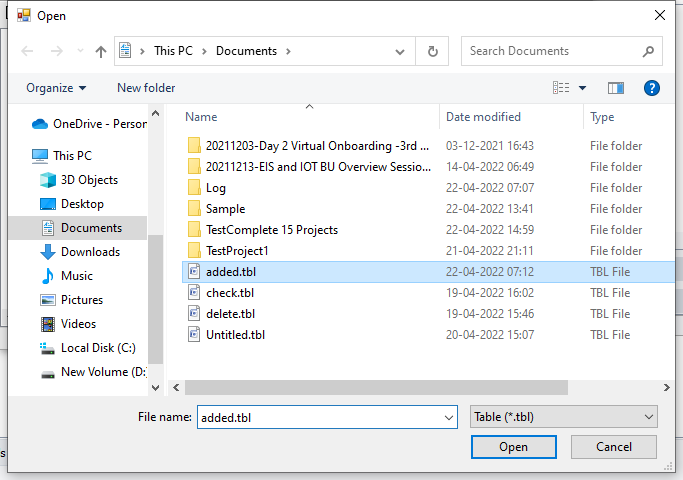 Open
This PC > Documents >
Search Documents
Organize
New folder
Name Date modified Type
OneDrive - Person
This PC
3D Objects
Desktop
Documents
Downloads
Music
Pictures
Videos
Local Disk (C:)
New Volume (D:
20211203-Day 2 Virtual Onboarding -3rd ... 03-12-2021 16:43 File folder
20211213-EIS and IOT BU Overview Sessio... 14-04-2022 06:49 File folder
Log 22-04-2022 07:07 File folder
Sample 22-04-2022 13:41 File folder
TestComplete 15 Projects 22-04-2022 14:59 File folder
TestProject1 21-04-2022 21:11 File folder
added.tbl 22-04-2022 07:12 TBL File
check.tbl 19-04-2022 16:02 TBL File
delete.tbl 19-04-2022 15:46 TBL File
Untitled.tbl 20-04-2022 15:07 TBL File
File name: added.tbl Table (*.tbl)
Open Cancel
s